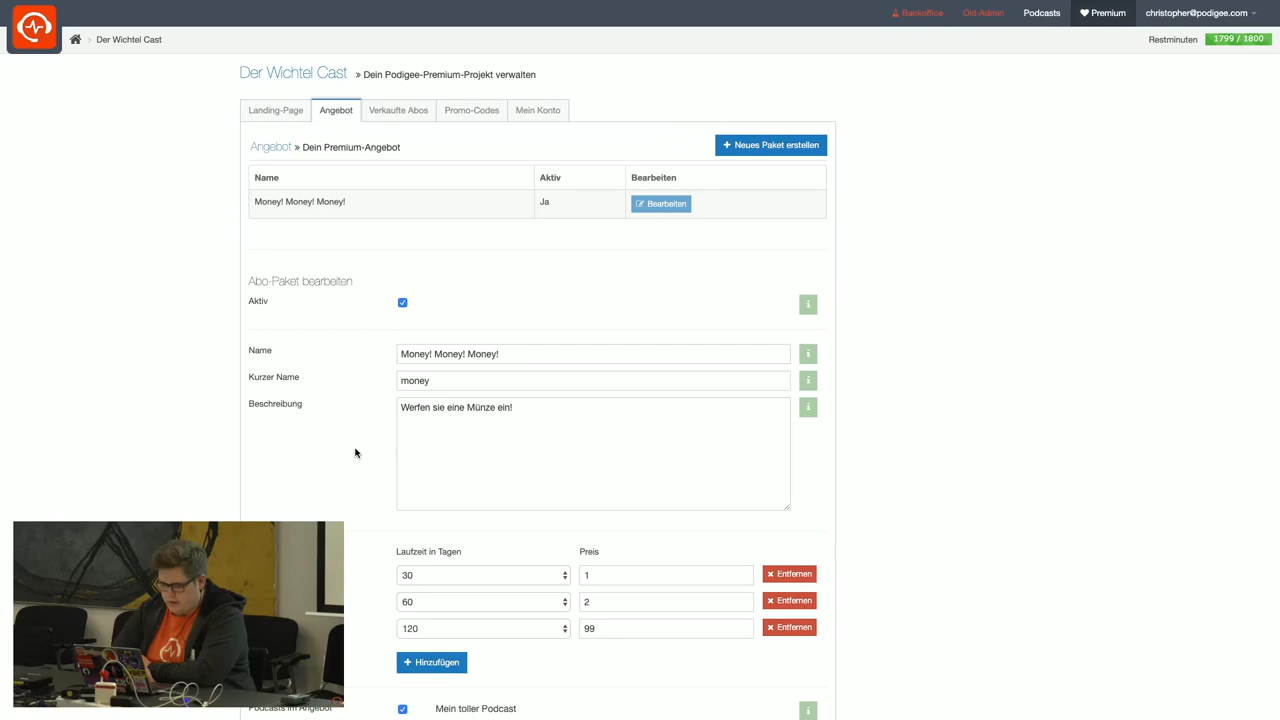 Backoffice Old Admin Podcasts Premium christopher@podigee.com
Der Wichtel Cast Restminuten 1799 / 1800
Der Wichtel Cast » Dein Podigee-Premium-Projekt verwalten
Landing-Page Angebot Verkaufte Abos Promo-Codes Mein Konto
Angebot » Dein Premium-Angebot + Neues Paket erstellen
Name Aktiv Bearbeiten
Money! Money! Money! Ja Bearbeiten
Abo-Paket bearbeiten
Aktiv
Name Money! Money! Money!
Kurzer Name money
Beschreibung Werfen sie eine Münze ein!
Laufzeit in Tagen Preis
30 1 Entfernen
60 2 Entfernen
120 99 Entfernen
+ Hinzufügen
Podcasts im Angebot Mein toller Podcast